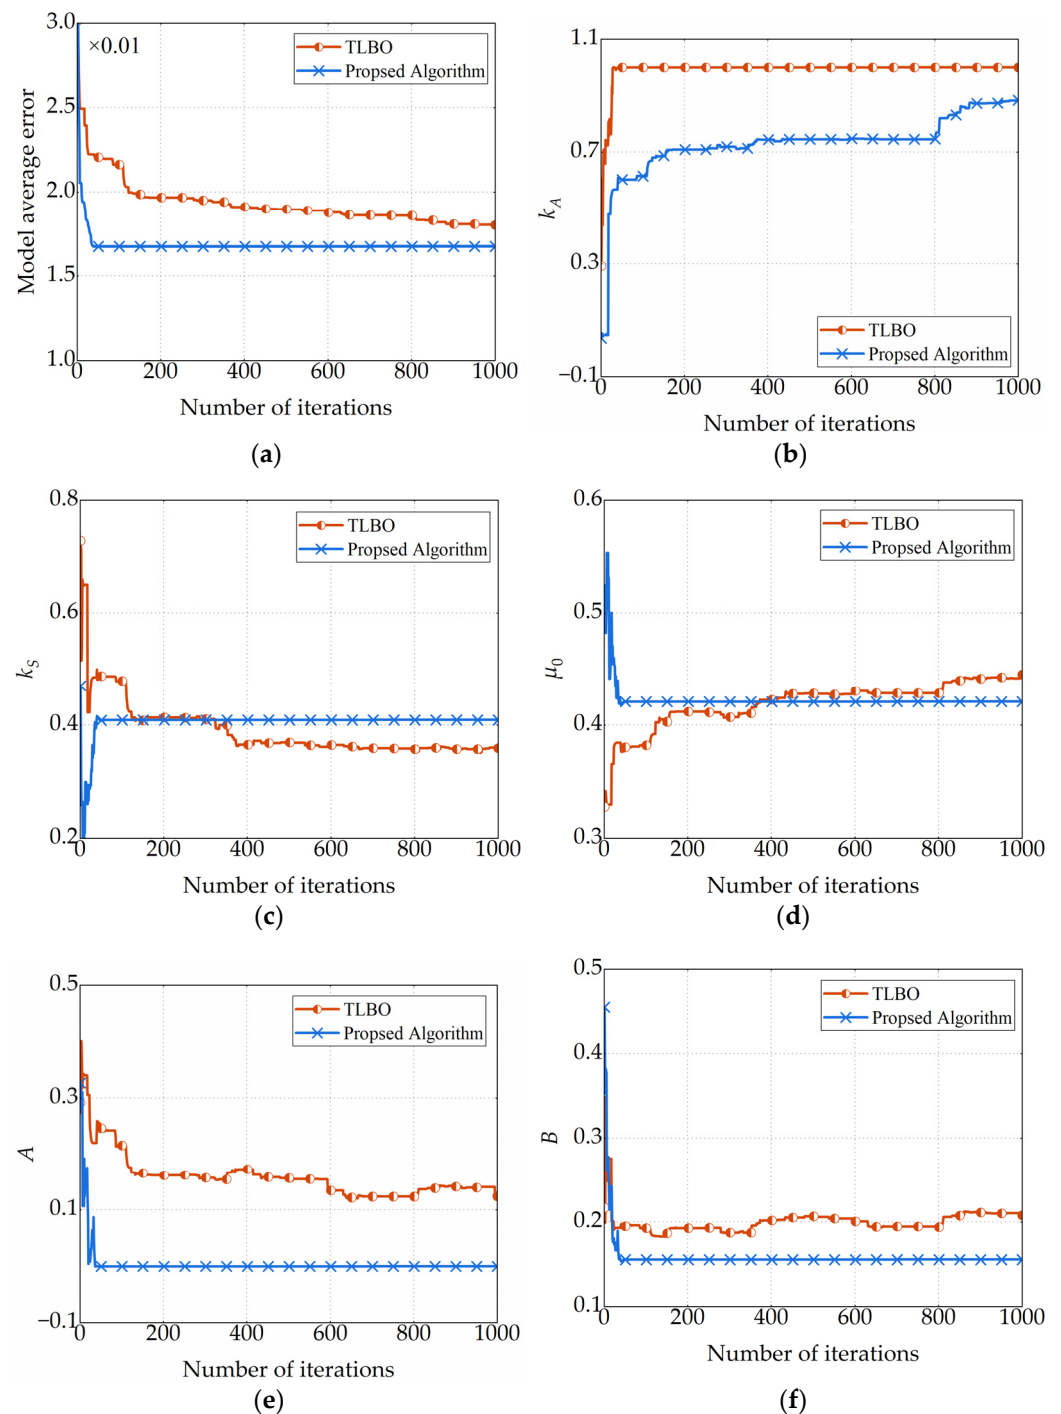 3.0
×0.01
TLBO
Propsed Algorithm
2.5
2.0
1.5
1.0
Model average error
0
200
400
600
800
1000
Number of iterations
(a)
1.1
0.7
0.3
−0.1
k_A
TLBO
Propsed Algorithm
0
200
400
600
800
1000
Number of iterations
(b)
0.8
0.6
0.4
0.2
k_S
TLBO
Propsed Algorithm
0
200
400
600
800
1000
Number of iterations
(c)
0.6
0.5
0.4
0.3
μ_0
TLBO
Propsed Algorithm
0
200
400
600
800
1000
Number of iterations
(d)
0.5
0.3
0.1
−0.1
A
TLBO
Propsed Algorithm
0
200
400
600
800
1000
Number of iterations
(e)
0.5
0.4
0.3
0.2
0.1
B
TLBO
Propsed Algorithm
0
200
400
600
800
1000
Number of iterations
(f)